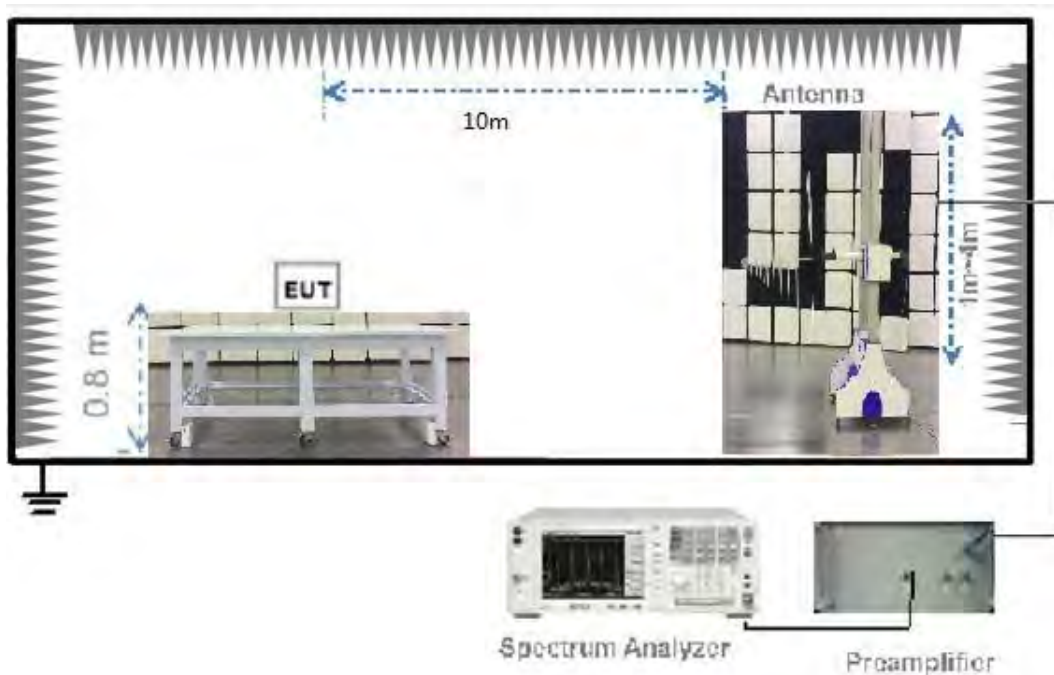 Antenna
10m
1m~4m
EUT
0.8 m
Spectrum Analyzer
Preamplifier